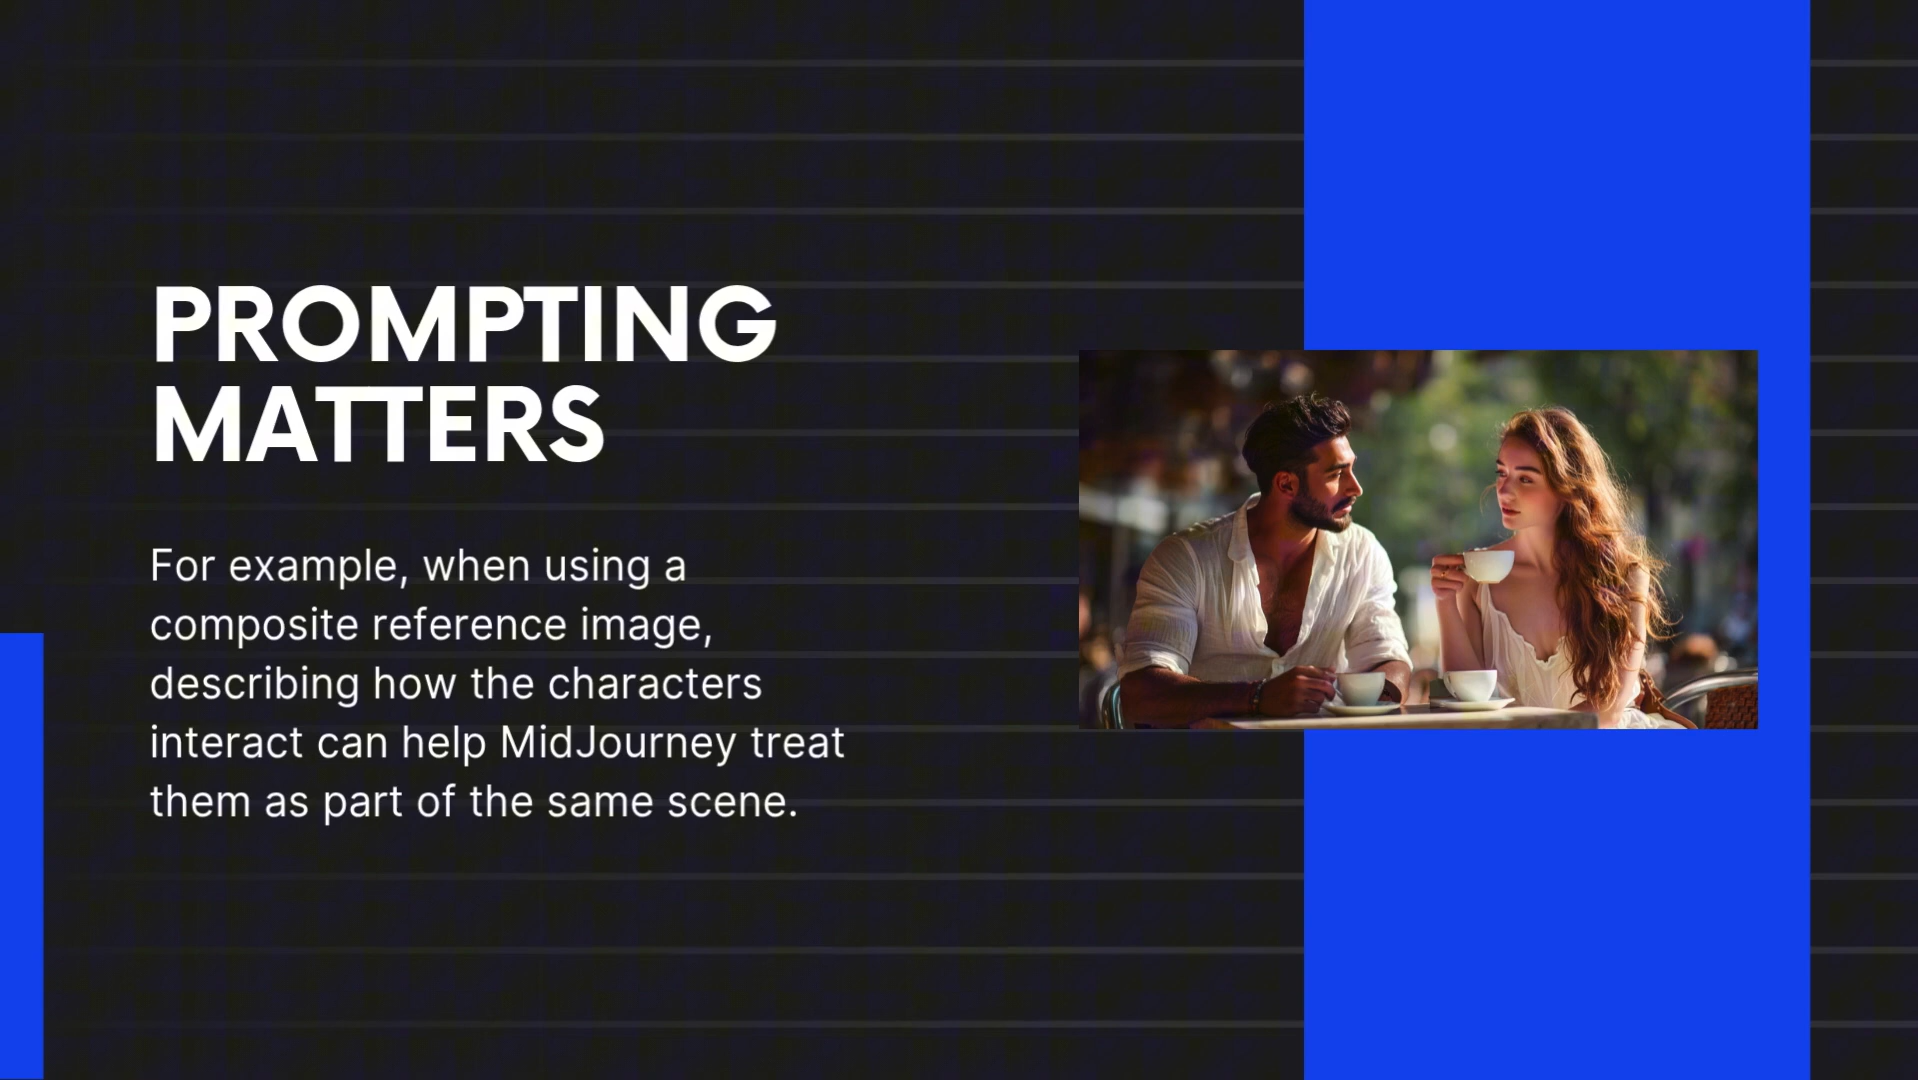 PROMPTING
MATTERS
For example, when using a
composite reference image,
describing how the characters
interact can help MidJourney treat
them as part of the same scene.